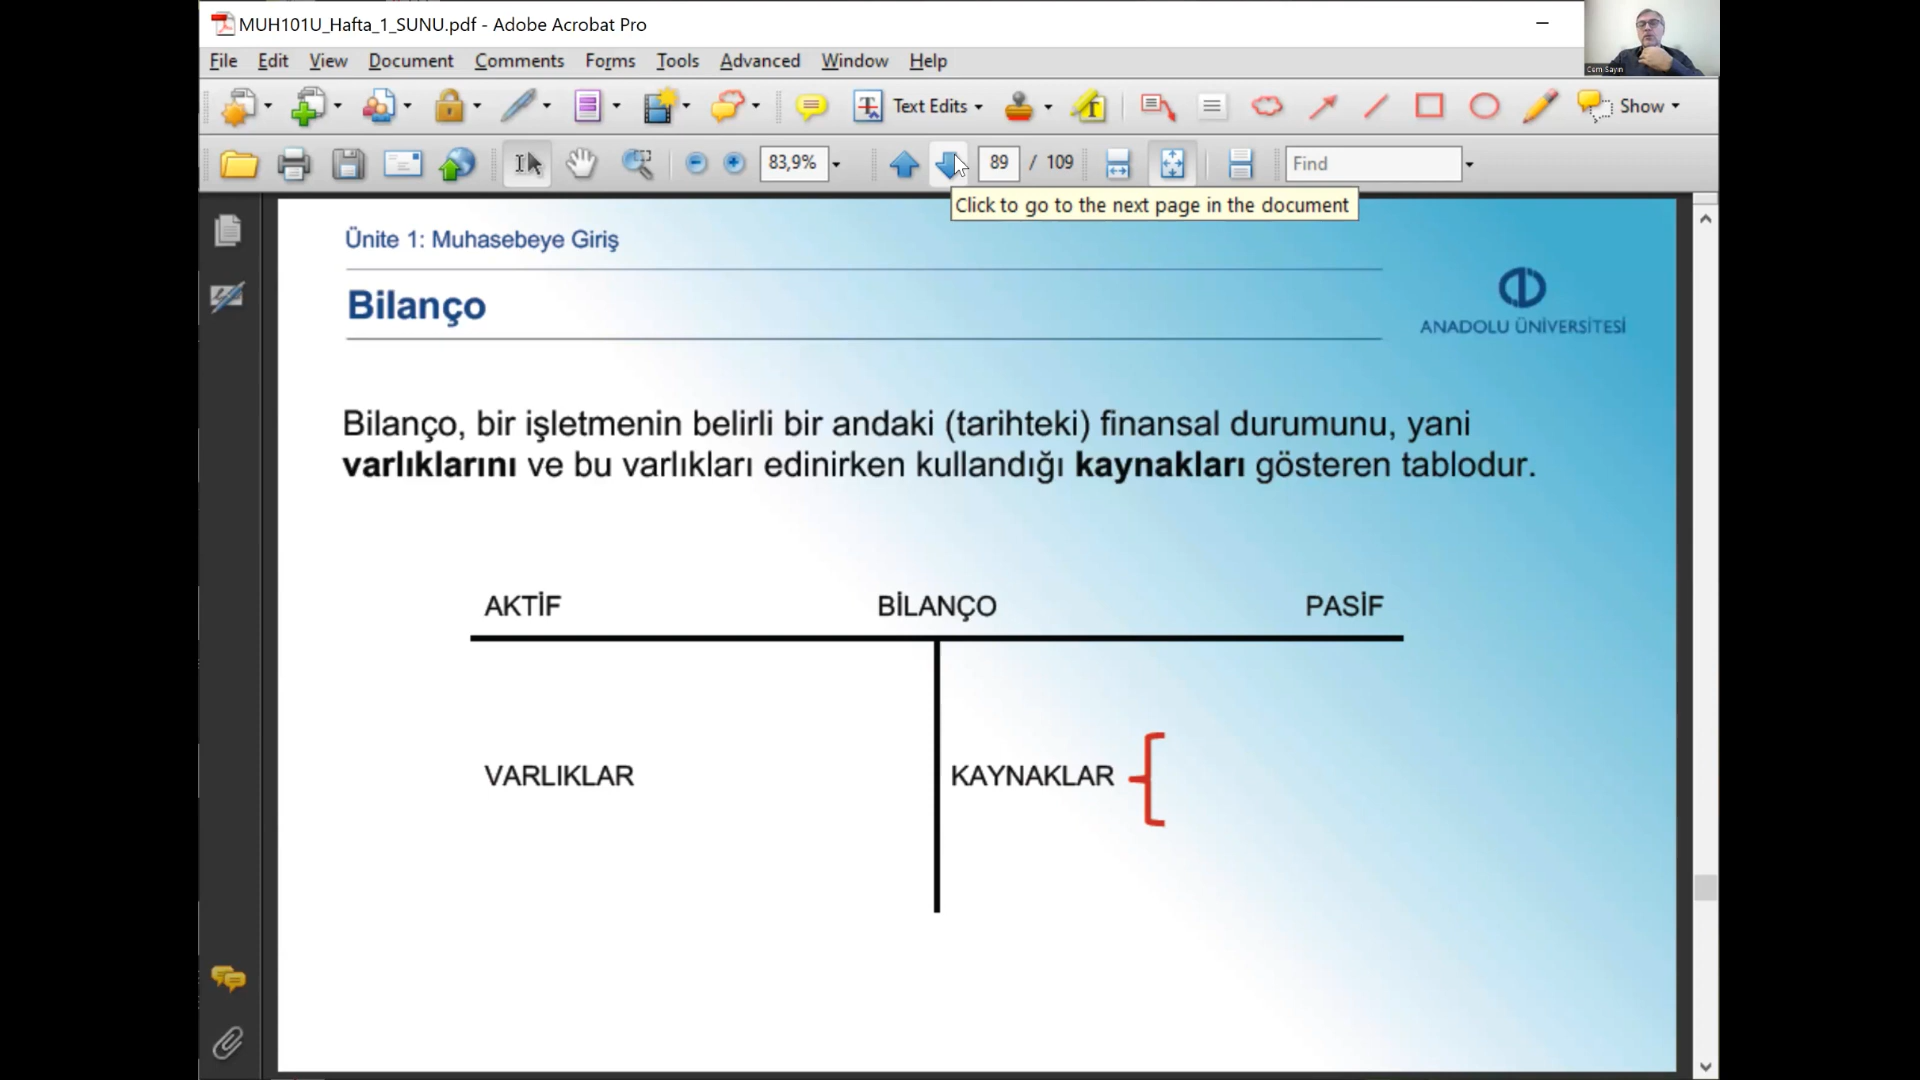 MUH101U_Hafta_1_SUNU.pdf - Adobe Acrobat Pro
Cem Sayın
File Edit View Document Comments Forms Tools Advanced Window Help
Text Edits Show
83,9% 89 / 109 Find
Click to go to the next page in the document
Ünite 1: Muhasebeye Giriş
Bilanço
ANADOLU ÜNİVERSİTESİ
Bilanço, bir işletmenin belirli bir andaki (tarihteki) finansal durumunu, yani
varlıklarını ve bu varlıkları edinirken kullandığı kaynakları gösteren tablodur.
AKTİF BİLANÇO PASİF
VARLIKLAR KAYNAKLAR